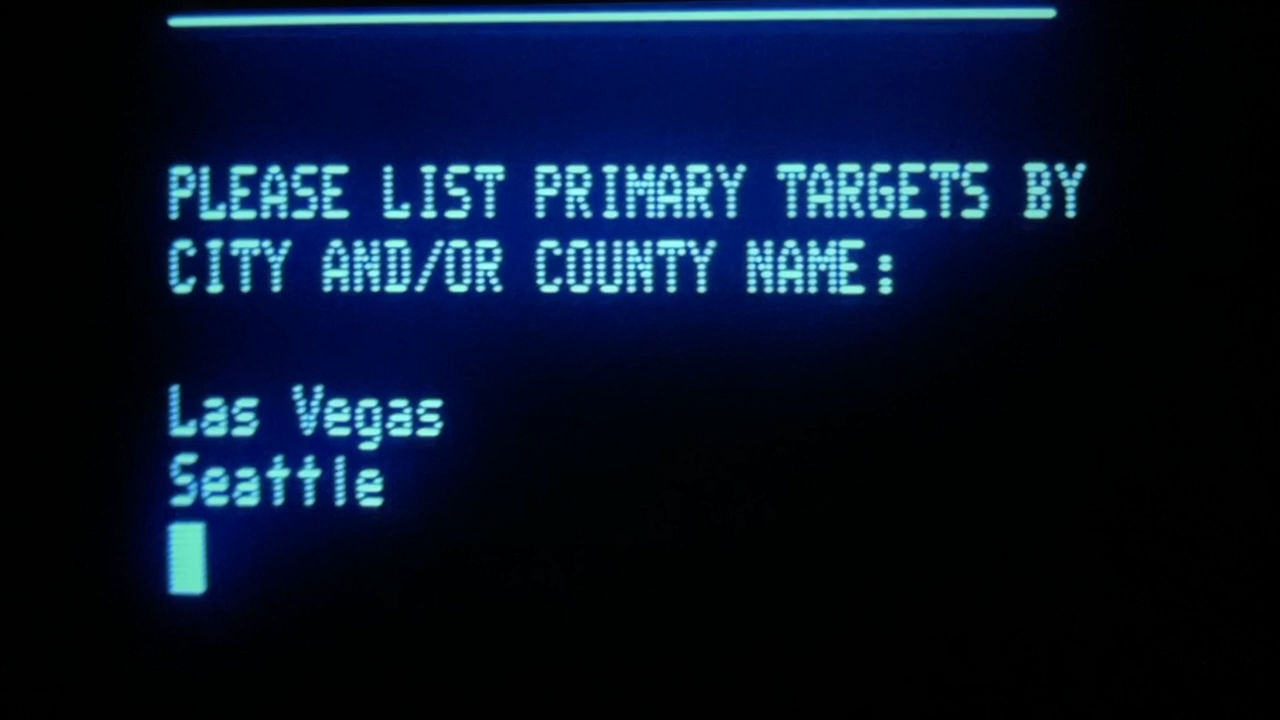 PLEASE LIST PRIMARY TARGETS BY
CITY AND/OR COUNTY NAME:
Las Vegas
Seattle